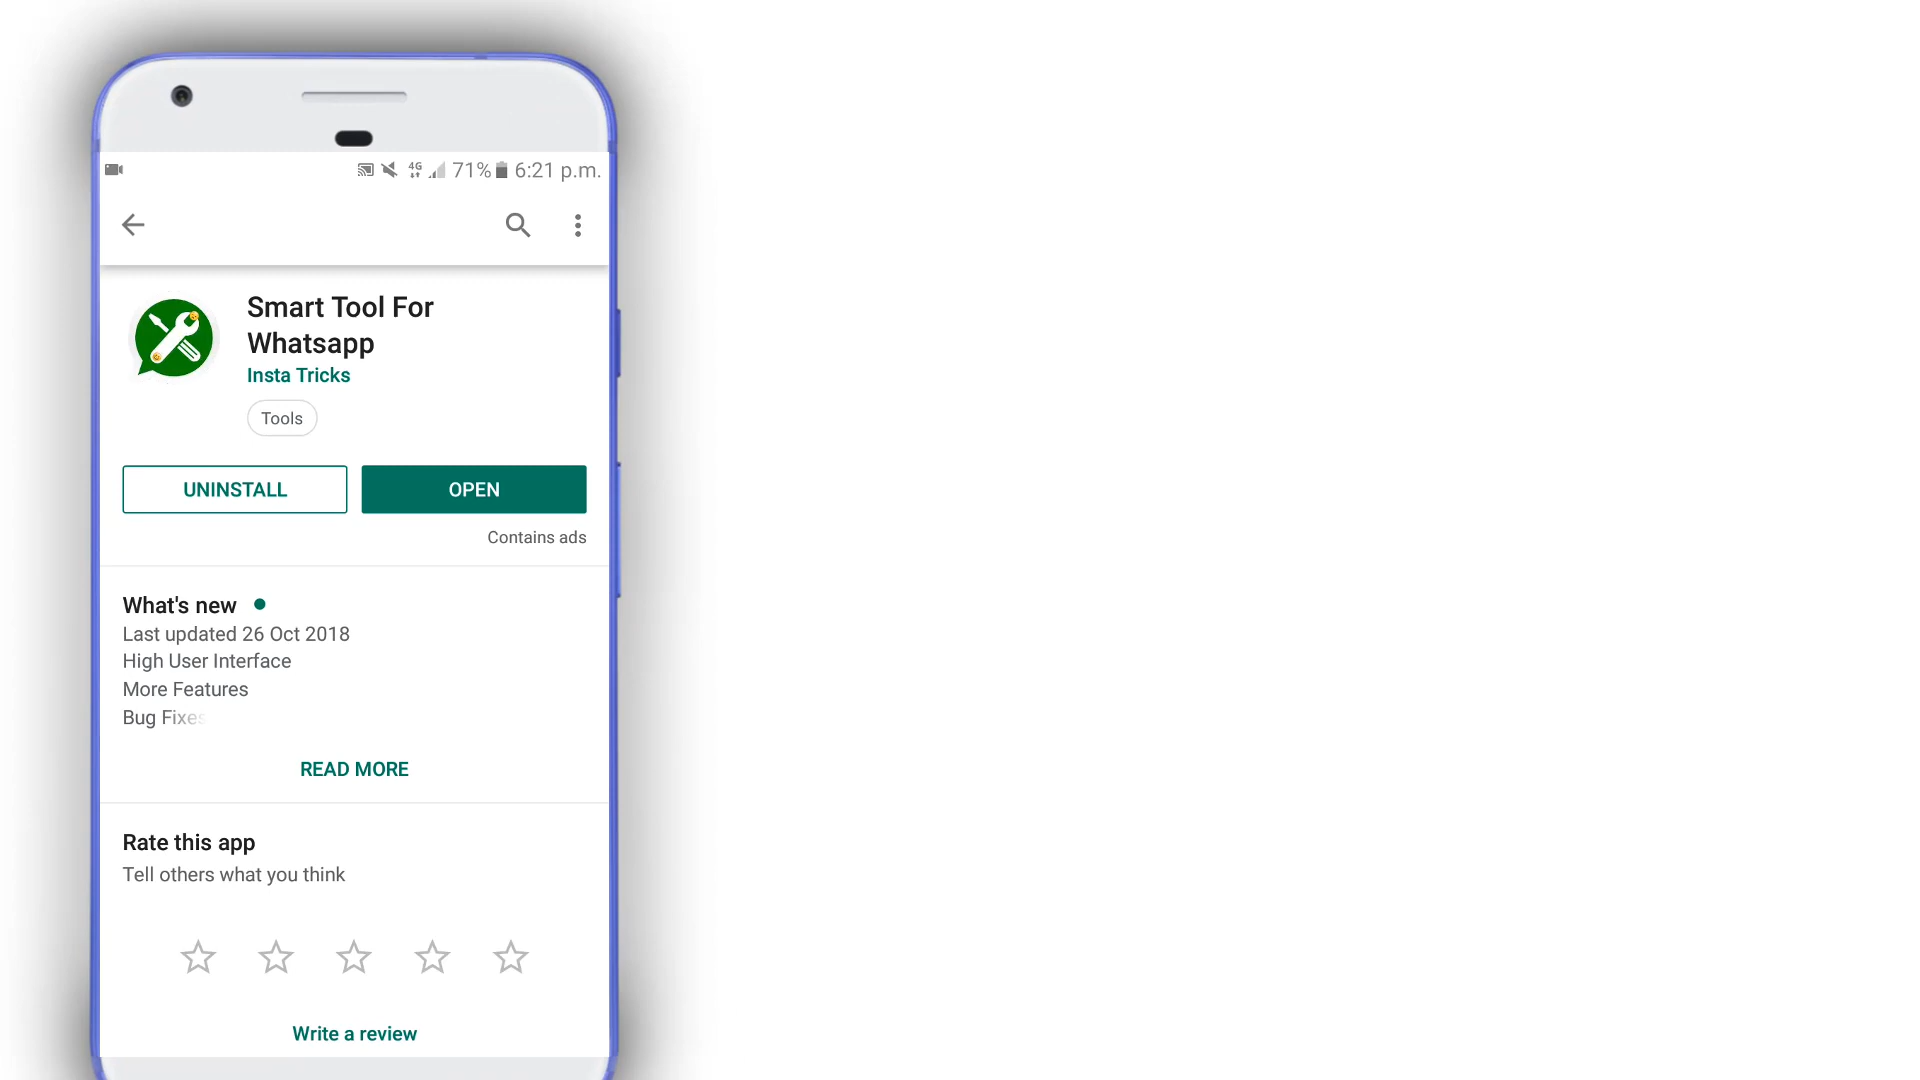 4G 71% 6:21 p.m.
Smart Tool For
Whatsapp
Insta Tricks
Tools
UNINSTALL OPEN
Contains ads
What's new
Last updated 26 Oct 2018
High User Interface
More Features
Bug Fixes
READ MORE
Rate this app
Tell others what you think
Write a review